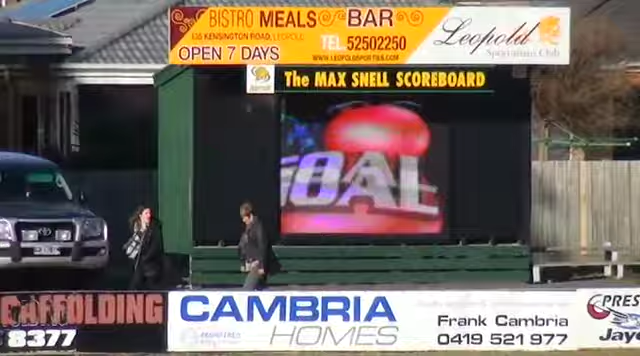 BISTRO MEALS BAR
135 KENSINGTON ROAD, LEOPOLD
OPEN 7 DAYS
TEL. 52502250
WWW.LEOPOLDSPORTIES.COM
Leopold
Sportsmans Club
The MAX SNELL SCOREBOARD
GOAL
CAFFOLDING
8377
CAMBRIA
HOMES
Frank Cambria
0419 521 977
PRES
Jay